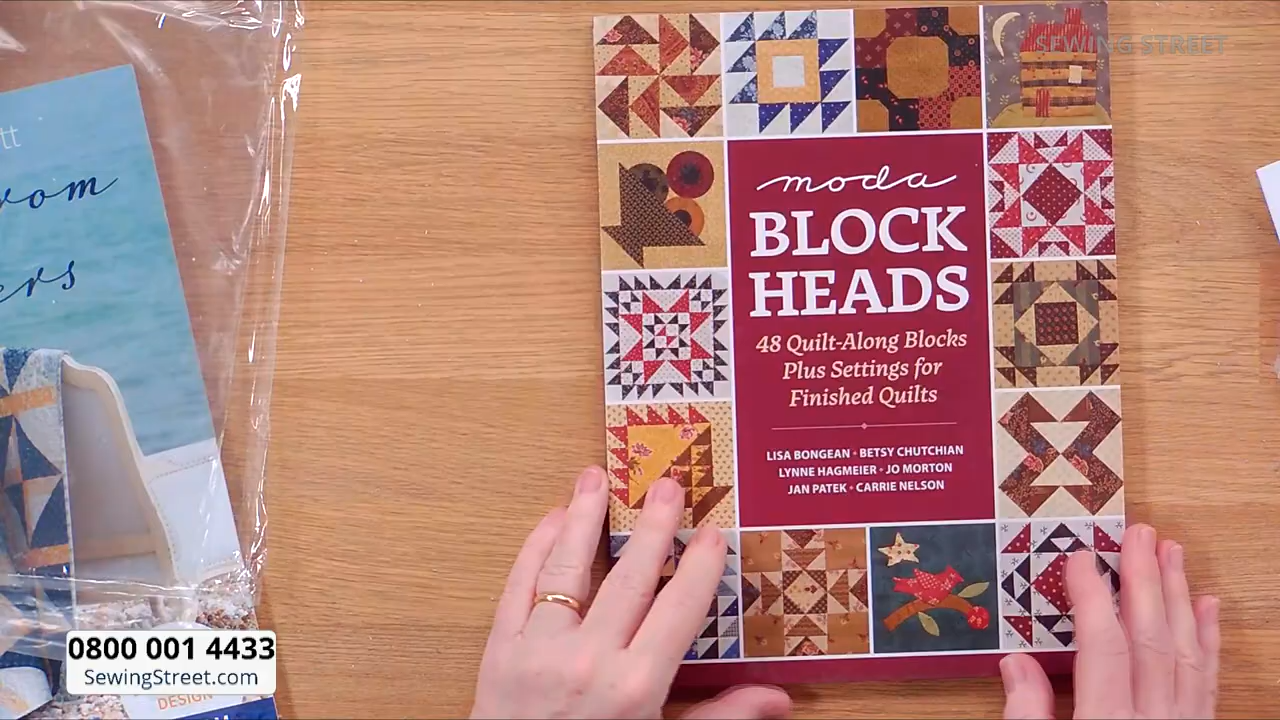 SEWING STREET
moda
BLOCK
HEADS
48 Quilt-Along Blocks
Plus Settings for
Finished Quilts
LISA BONGEAN • BETSY CHUTCHIAN
LYNNE HAGMEIER • JO MORTON
JAN PATEK • CARRIE NELSON
0800 001 4433
SewingStreet.com
DESIGN